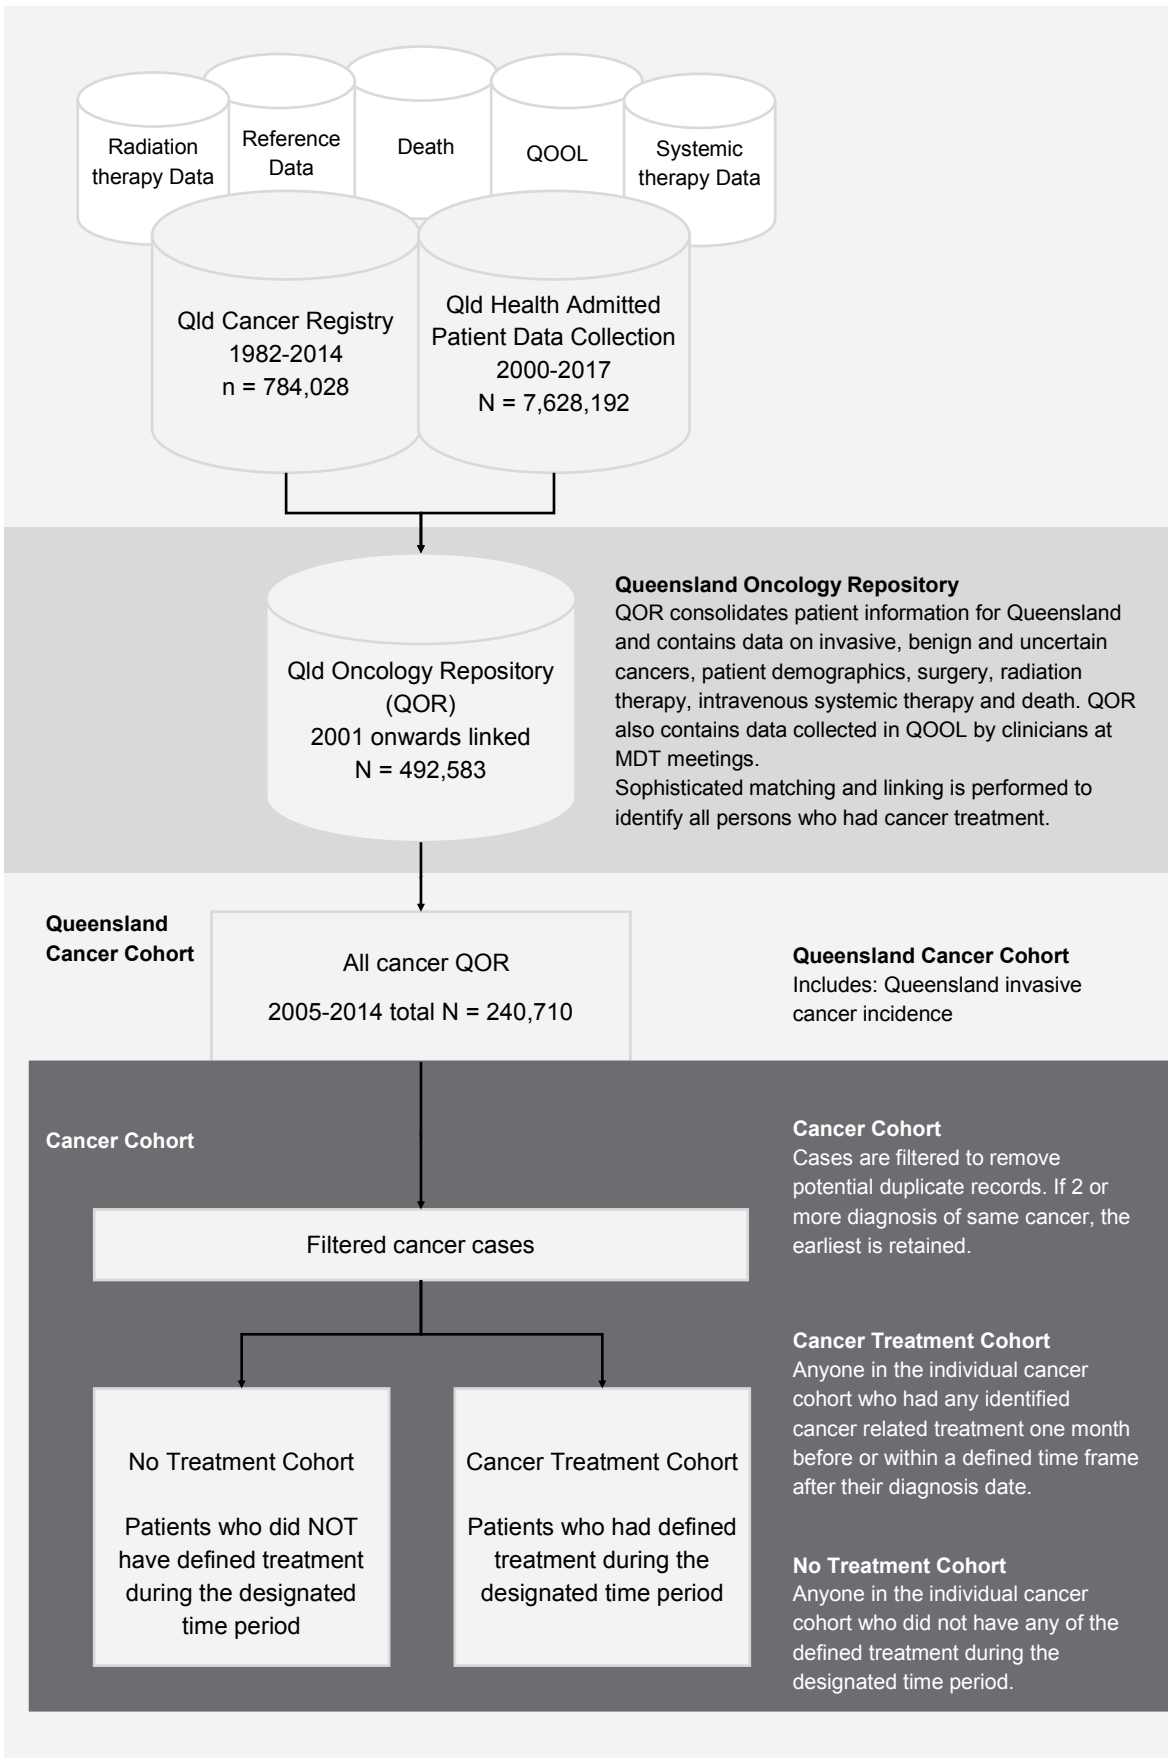 Radiation
therapy Data
Reference
Data
Death
QOOL
Systemic
therapy Data
Qld Cancer Registry
1982-2014
n = 784,028
Qld Health Admitted
Patient Data Collection
2000-2017
N = 7,628,192
Qld Oncology Repository
(QOR)
2001 onwards linked
N = 492,583
Queensland Oncology Repository
QOR consolidates patient information for Queensland
and contains data on invasive, benign and uncertain
cancers, patient demographics, surgery, radiation
therapy, intravenous systemic therapy and death. QOR
also contains data collected in QOOL by clinicians at
MDT meetings.
Sophisticated matching and linking is performed to
identify all persons who had cancer treatment.
Queensland
Cancer Cohort
All cancer QOR
2005-2014 total N = 240,710
Queensland Cancer Cohort
Includes: Queensland invasive
cancer incidence
Cancer Cohort
Cancer Cohort
Cases are filtered to remove
potential duplicate records. If 2 or
more diagnosis of same cancer, the
earliest is retained.
Filtered cancer cases
Cancer Treatment Cohort
Anyone in the individual cancer
cohort who had any identified
cancer related treatment one month
before or within a defined time frame
after their diagnosis date.
No Treatment Cohort
Patients who did NOT
have defined treatment
during the designated
time period
Cancer Treatment Cohort
Patients who had defined
treatment during the
designated time period
No Treatment Cohort
Anyone in the individual cancer
cohort who did not have any of the
defined treatment during the
designated time period.